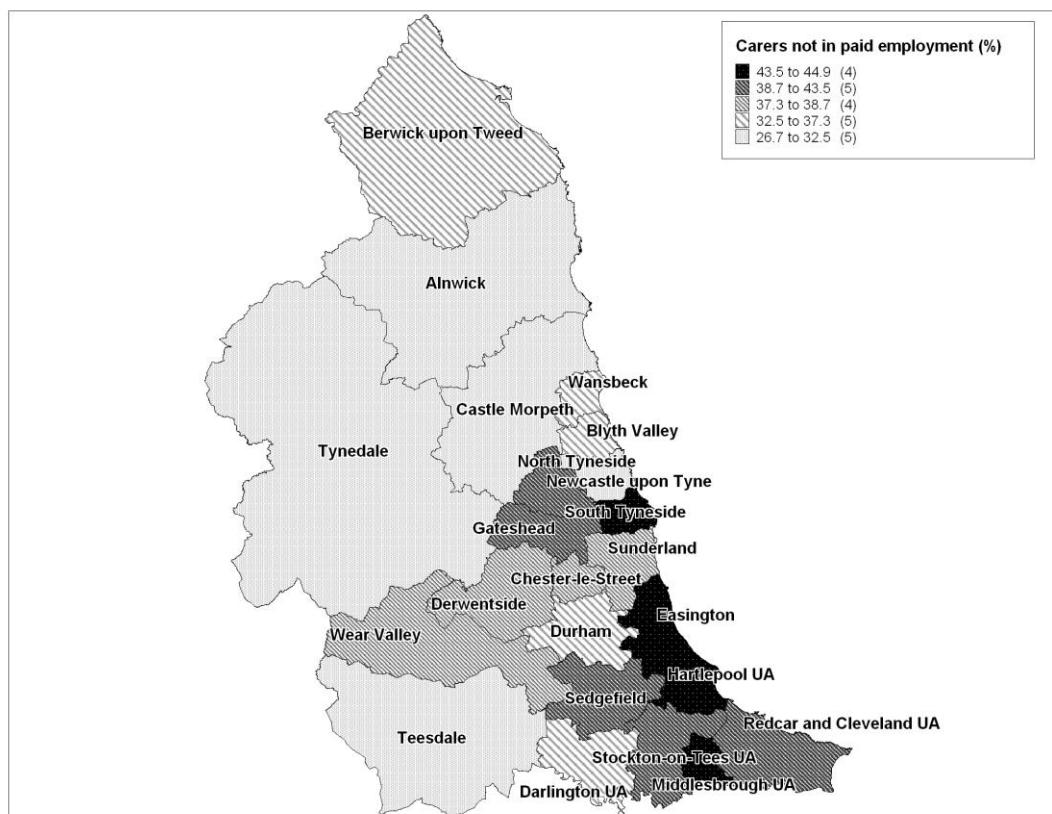 Carers not in paid employment (%)
43.5 to 44.9 (4)
38.7 to 43.5 (5)
37.3 to 38.7 (4)
32.5 to 37.3 (5)
26.7 to 32.5 (5)
Berwick upon Tweed
Alnwick
Wansbeck
Castle Morpeth
Blyth Valley
Tynedale
North Tyneside
Newcastle upon Tyne
South Tyneside
Gateshead
Sunderland
Chester-le-Street
Derwentside
Easington
Durham
Wear Valley
Hartlepool UA
Sedgefield
Redcar and Cleveland UA
Teesdale
Stockton-on-Tees UA
Middlesbrough UA
Darlington UA